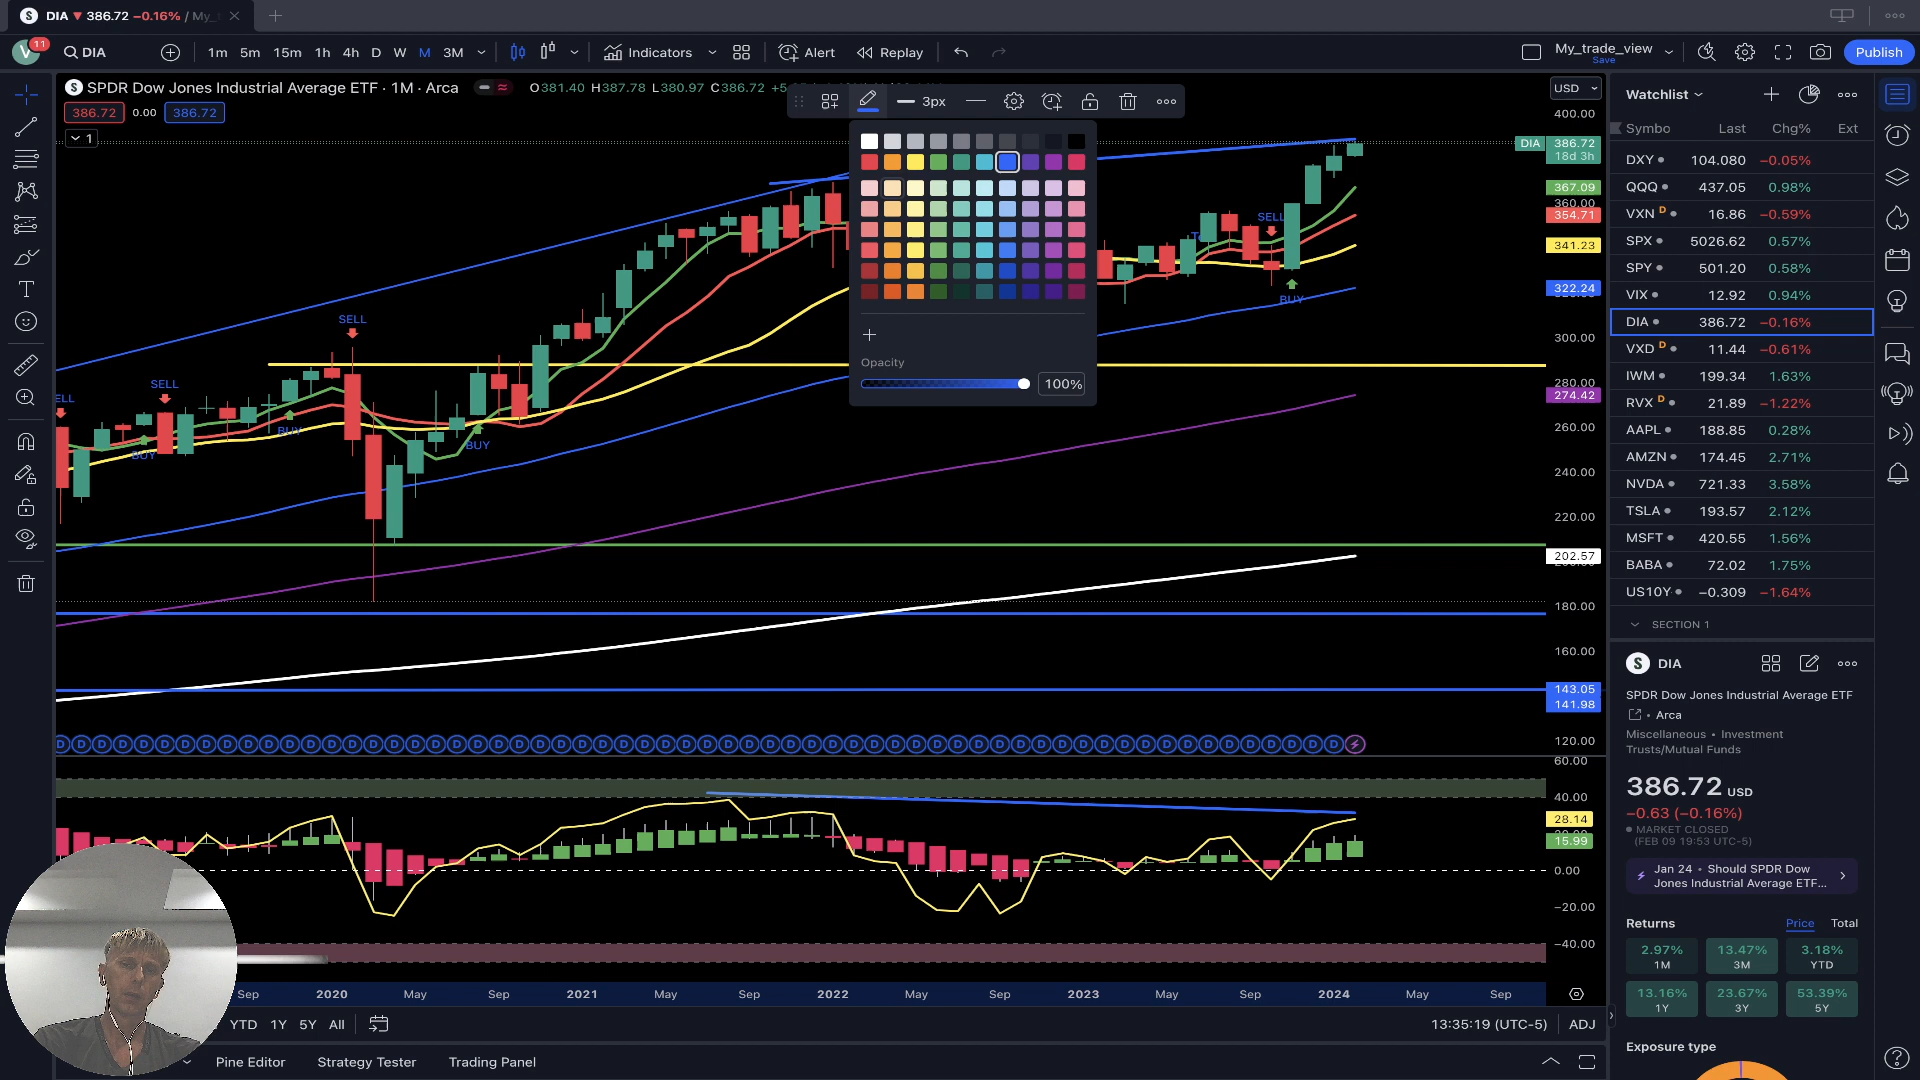 DIA ▼ 386.72 −0.16% / My_
V 11
DIA
1m 5m 15m 1h 4h D W M 3M
Indicators
Alert
Replay
My_trade_view
Save
Publish
SPDR Dow Jones Industrial Average ETF · 1M · Arca
O381.40 H387.78 L380.97 C386.72
386.72 0.00 386.72
1
3px
Opacity
100%
USD
400.00
DIA 386.72
18d 3h
367.09
360.00
354.71
341.23
322.24
300.00
280.00
274.42
260.00
240.00
220.00
202.57
180.00
160.00
143.05
141.98
120.00
SELL
SELL
SELL
ELL
BUY
BUY
BUY
BUY
60.00
40.00
28.14
15.99
0.00
−20.00
−40.00
Sep 2020 May Sep 2021 May Sep 2022 May Sep 2023 May Sep 2024 May Sep
YTD 1Y 5Y All
13:35:19 (UTC-5) ADJ
Pine Editor Strategy Tester Trading Panel
Watchlist
Symbo Last Chg% Ext
DXY 104.080 −0.05%
QQQ 437.05 0.98%
VXN D 16.86 −0.59%
SPX 5026.62 0.57%
SPY 501.20 0.58%
VIX 12.92 0.94%
DIA 386.72 −0.16%
VXD D 11.44 −0.61%
IWM 199.34 1.63%
RVX D 21.89 −1.22%
AAPL 188.85 0.28%
AMZN 174.45 2.71%
NVDA 721.33 3.58%
TSLA 193.57 2.12%
MSFT 420.55 1.56%
BABA 72.02 1.75%
US10Y −0.309 −1.64%
SECTION 1
S DIA
SPDR Dow Jones Industrial Average ETF
• Arca
Miscellaneous • Investment
Trusts/Mutual Funds
386.72 USD
−0.63 (−0.16%)
MARKET CLOSED
(FEB 09 19:53 UTC-5)
Jan 24 • Should SPDR Dow
Jones Industrial Average ETF...
Returns Price Total
2.97% 13.47% 3.18%
1M 3M YTD
13.16% 23.67% 53.39%
1Y 3Y 5Y
Exposure type